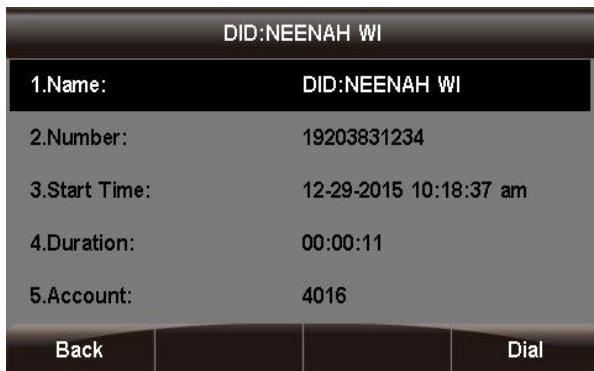 DID:NEENAH WI
1.Name: DID:NEENAH WI
2.Number: 19203831234
3.Start Time: 12-29-2015 10:18:37 am
4.Duration: 00:00:11
5.Account: 4016
Back Dial